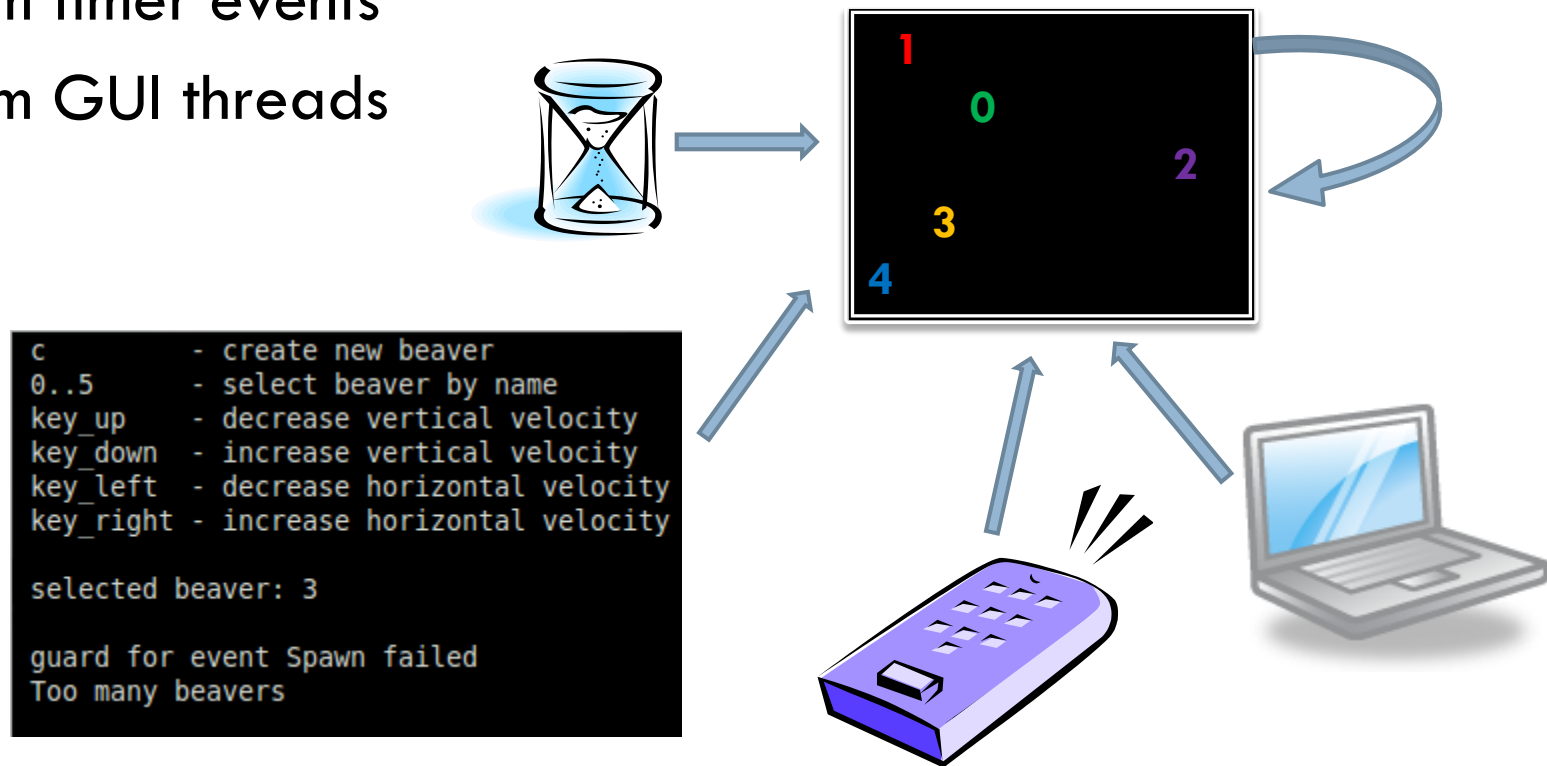 timer events
GUI threads
1
0
2
3
4
c - create new beaver
0..5 - select beaver by name
key_up - decrease vertical velocity
key_down - increase vertical velocity
key_left - decrease horizontal velocity
key_right - increase horizontal velocity
selected beaver: 3
guard for event Spawn failed
Too many beavers